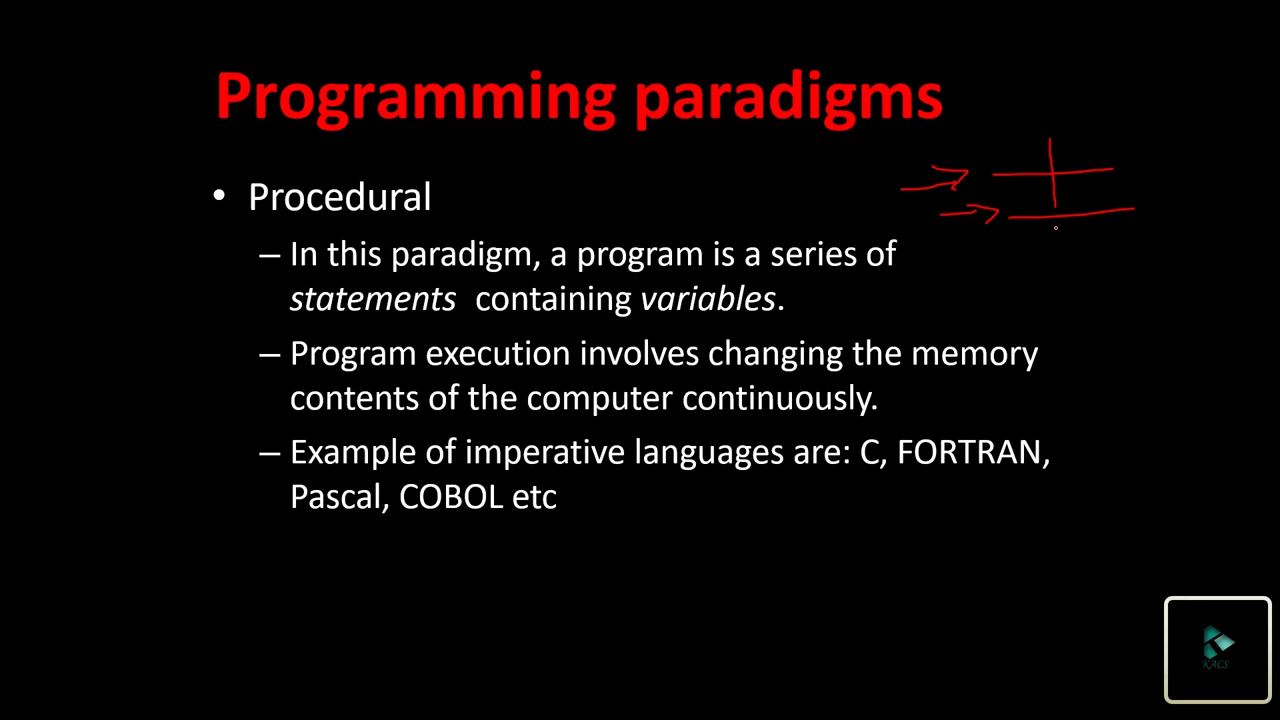 Programming paradigms
• Procedural
– In this paradigm, a program is a series of
statements containing variables.
– Program execution involves changing the memory
contents of the computer continuously.
– Example of imperative languages are: C, FORTRAN,
Pascal, COBOL etc
KACS